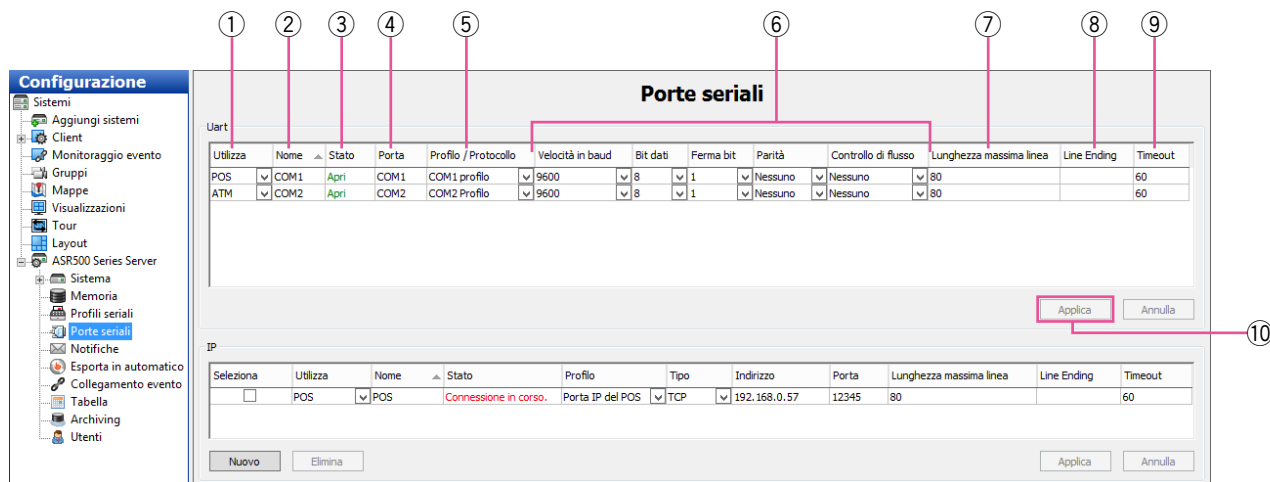 ① ② ③ ④ ⑤ ⑥ ⑦ ⑧ ⑨
Configurazione
Sistemi
Aggiungi sistemi
Client
Monitoraggio evento
Gruppi
Mappe
Visualizzazioni
Tour
Layout
ASR500 Series Server
Sistema
Memoria
Profili seriali
Porte seriali
Notifiche
Esporta in automatico
Collegamento evento
Tabella
Archiving
Utenti
Porte seriali
Uart
Utilizza Nome Stato Porta Profilo / Protocollo Velocità in baud Bit dati Ferma bit Parità Controllo di flusso Lunghezza massima linea Line Ending Timeout
POS COM1 Apri COM1 COM1 profilo 9600 8 1 Nessuno Nessuno 80 60
ATM COM2 Apri COM2 COM2 Profilo 9600 8 1 Nessuno Nessuno 80 60
Applica Annulla
⑩
IP
Seleziona Utilizza Nome Stato Profilo Tipo Indirizzo Porta Lunghezza massima linea Line Ending Timeout
POS POS Connessione in corso. Porta IP del POS TCP 192.168.0.57 12345 80 60
Nuovo Elimina Applica Annulla